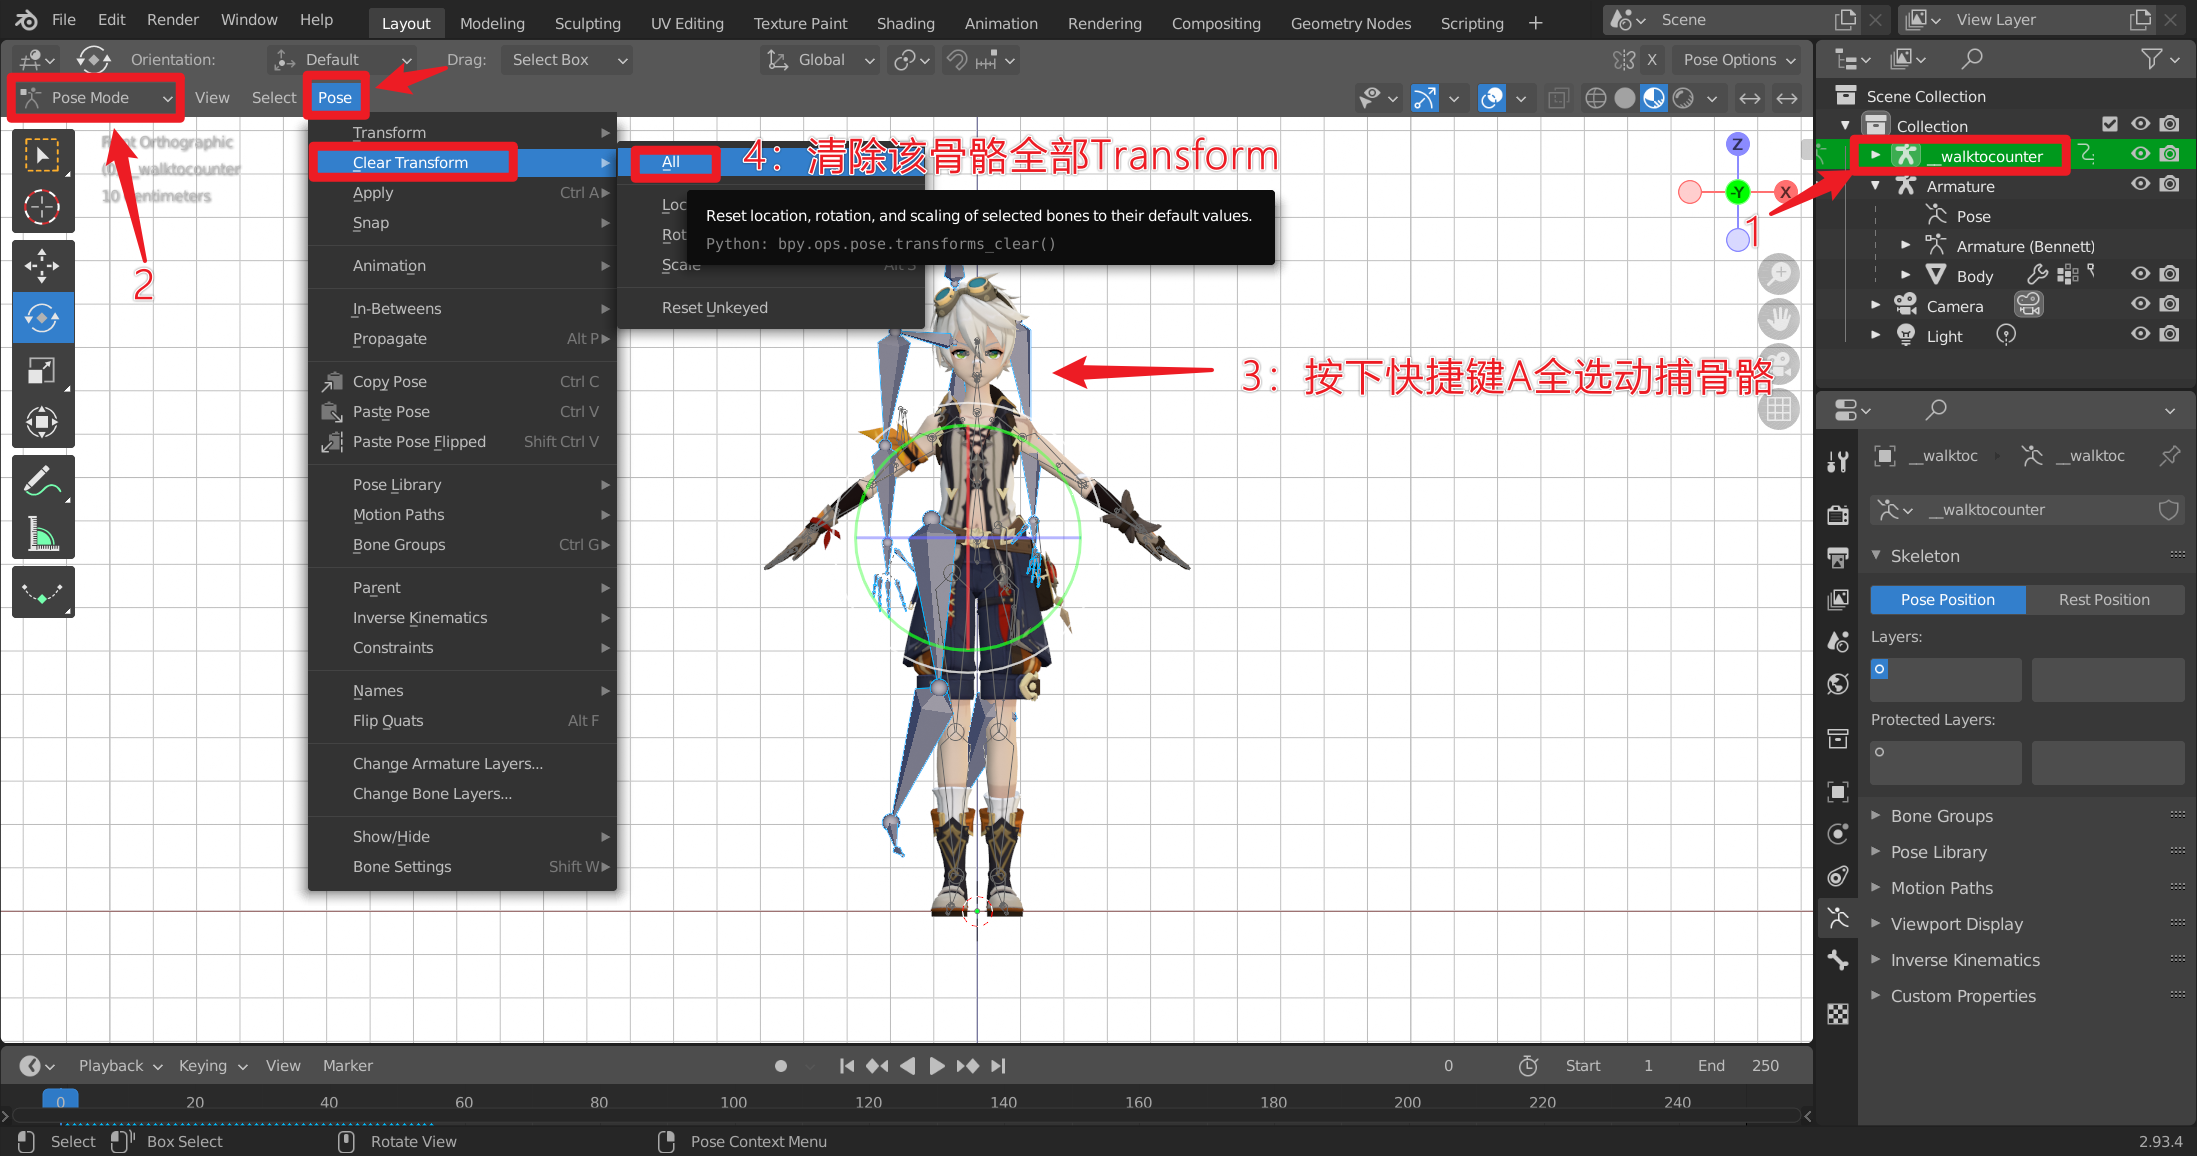 File Edit Render Window Help Layout Modeling Sculpting UV Editing Texture Paint Shading Animation Rendering Compositing Geometry Nodes Scripting + Scene View Layer
Orientation: Default Drag: Select Box Global X Pose Options
Pose Mode View Select Pose
Orthographic
_walktocounter
10
Transform
Clear Transform
Apply Ctrl A
Snap
Animation
In-Betweens
Propagate Alt P
Copy Pose Ctrl C
Paste Pose Ctrl V
Paste Pose Flipped Shift Ctrl V
Pose Library
Motion Paths
Bone Groups Ctrl G
Parent
Inverse Kinematics
Constraints
Names
Flip Quats Alt F
Change Armature Layers...
Change Bone Layers...
Show/Hide
Bone Settings Shift W
All
Loc
Rot
Scale Alt S
Reset Unkeyed
Reset location, rotation, and scaling of selected bones to their default values.
Python: bpy.ops.pose.transforms_clear()
4：清除该骨骼全部Transform
3：按下快捷键A全选动捕骨骼
2
1
Z
-Y
X
Scene Collection
Collection
__walktocounter
Armature
Pose
Armature (Bennett)
Body
Camera
Light
__walktoc __walktoc
__walktocounter
Skeleton
Pose Position Rest Position
Layers:
Protected Layers:
Bone Groups
Pose Library
Motion Paths
Viewport Display
Inverse Kinematics
Custom Properties
Playback Keying View Marker 0 Start 1 End 250
0 20 40 60 80 100 120 140 160 180 200 220 240
Select Box Select Rotate View Pose Context Menu 2.93.4